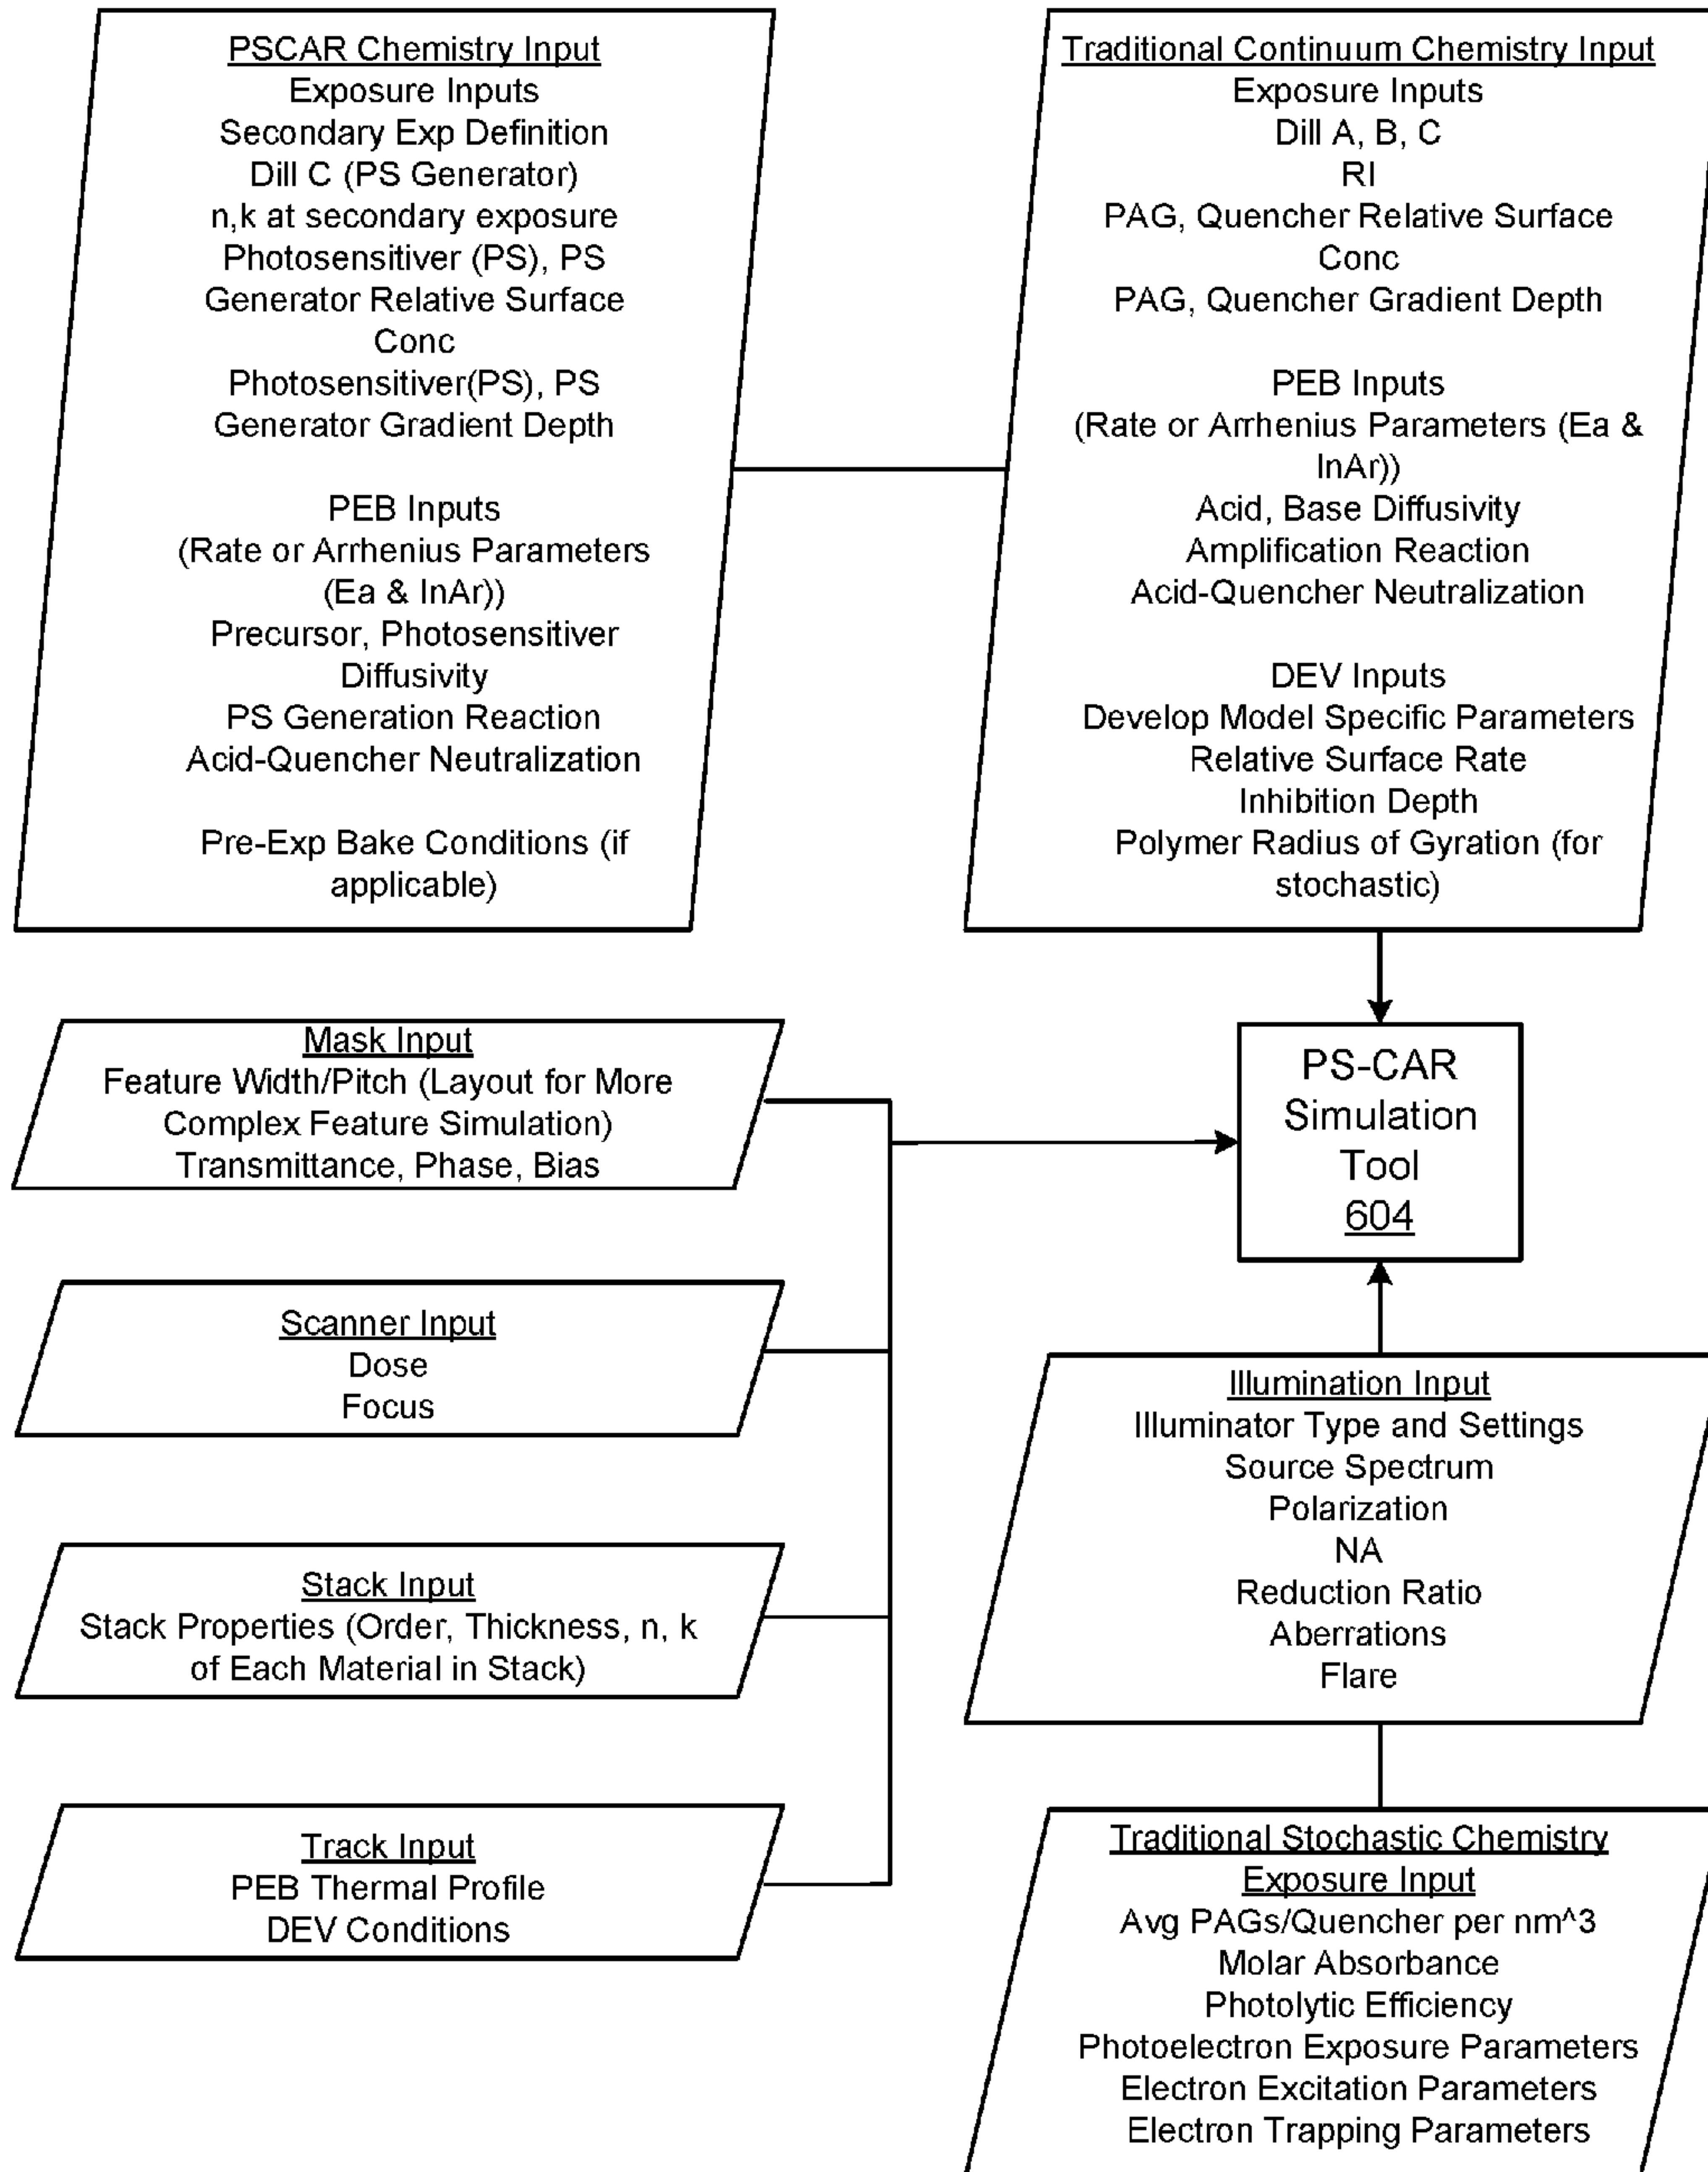 PSCAR Chemistry Input
Exposure Inputs
Secondary Exp Definition
Dill C (PS Generator)
n,k at secondary exposure
Photosensitiver (PS), PS
Generator Relative Surface
Conc
Photosensitiver(PS), PS
Generator Gradient Depth
PEB Inputs
(Rate or Arrhenius Parameters
(Ea & lnAr))
Precursor, Photosensitiver
Diffusivity
PS Generation Reaction
Acid-Quencher Neutralization
Pre-Exp Bake Conditions (if
applicable)
Traditional Continuum Chemistry Input
Exposure Inputs
Dill A, B, C
RI
PAG, Quencher Relative Surface
Conc
PAG, Quencher Gradient Depth
PEB Inputs
(Rate or Arrhenius Parameters (Ea &
lnAr))
Acid, Base Diffusivity
Amplification Reaction
Acid-Quencher Neutralization
DEV Inputs
Develop Model Specific Parameters
Relative Surface Rate
Inhibition Depth
Polymer Radius of Gyration (for
stochastic)
Mask Input
Feature Width/Pitch (Layout for More
Complex Feature Simulation)
Transmittance, Phase, Bias
PS-CAR
Simulation
Tool
604
Scanner Input
Dose
Focus
Stack Input
Stack Properties (Order, Thickness, n, k
of Each Material in Stack)
Track Input
PEB Thermal Profile
DEV Conditions
Illumination Input
Illuminator Type and Settings
Source Spectrum
Polarization
NA
Reduction Ratio
Aberrations
Flare
Traditional Stochastic Chemistry
Exposure Input
Avg PAGs/Quencher per nm^3
Molar Absorbance
Photolytic Efficiency
Photoelectron Exposure Parameters
Electron Excitation Parameters
Electron Trapping Parameters